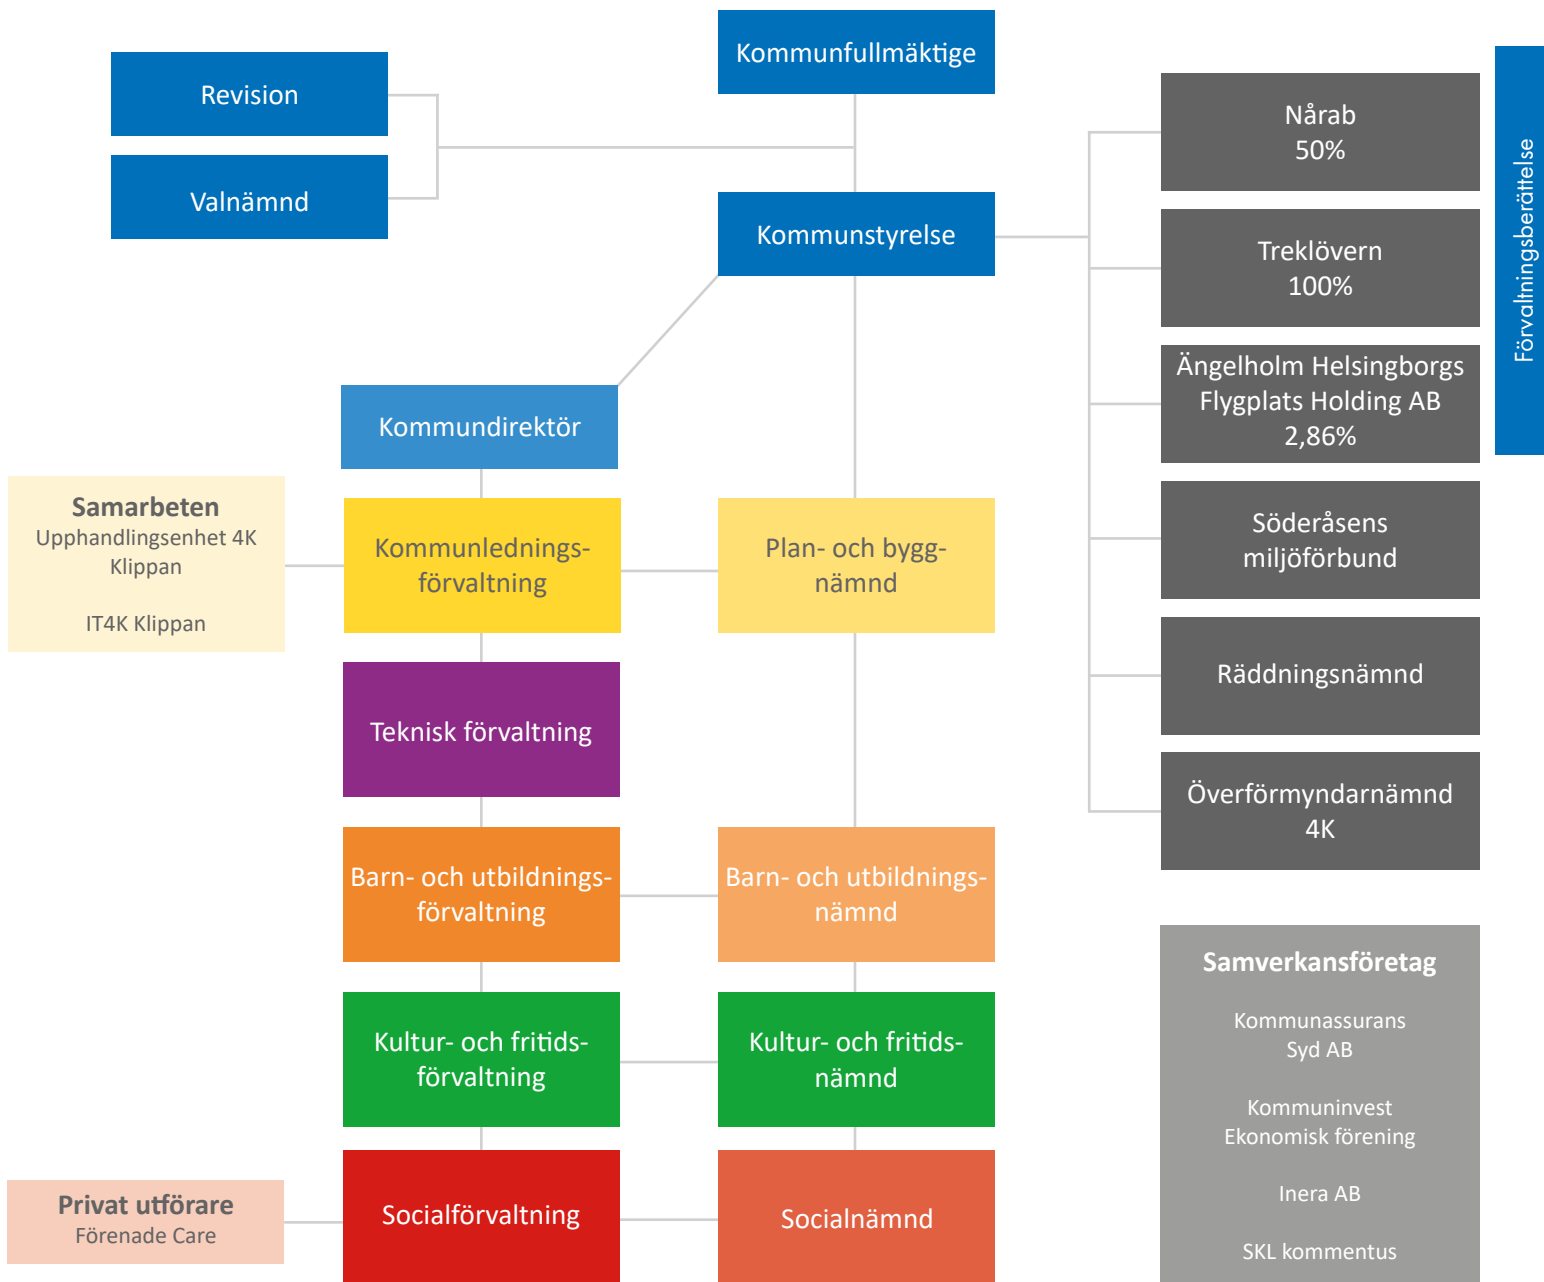 Kommunfullmäktige
Revision
Valnämnd
Kommunstyrelse
Kommundirektör
Samarbeten
Upphandlingsenhet 4K
Klippan
IT4K Klippan
Kommunlednings-
förvaltning
Plan- och bygg-
nämnd
Teknisk förvaltning
Barn- och utbildnings-
förvaltning
Barn- och utbildnings-
nämnd
Kultur- och fritids-
förvaltning
Kultur- och fritids-
nämnd
Privat utförare
Förenade Care
Socialförvaltning
Socialnämnd
Nårab
50%
Treklövern
100%
Ängelholm Helsingborgs
Flygplats Holding AB
2,86%
Söderåsens
miljöförbund
Räddningsnämnd
Överförmyndarnämnd
4K
Samverkansföretag
Kommunassurans
Syd AB
Kommuninvest
Ekonomisk förening
Inera AB
SKL kommentus
Förvaltningsberättelse